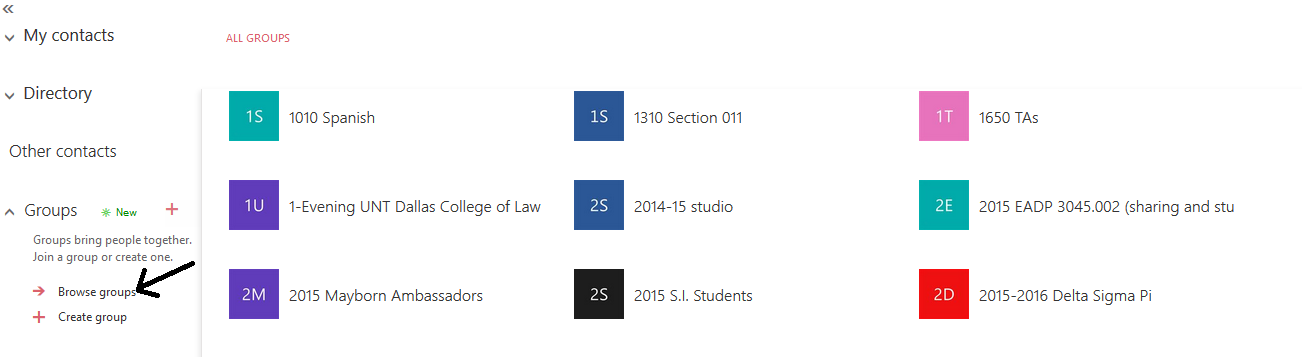 «
My contacts
Directory
Other contacts
Groups New +
Groups bring people together.
Join a group or create one.
Browse groups
Create group
ALL GROUPS
1S 1010 Spanish
1S 1310 Section 011
1T 1650 TAs
1U 1-Evening UNT Dallas College of Law
2S 2014-15 studio
2E 2015 EADP 3045.002 (sharing and stu
2M 2015 Mayborn Ambassadors
2S 2015 S.I. Students
2D 2015-2016 Delta Sigma Pi